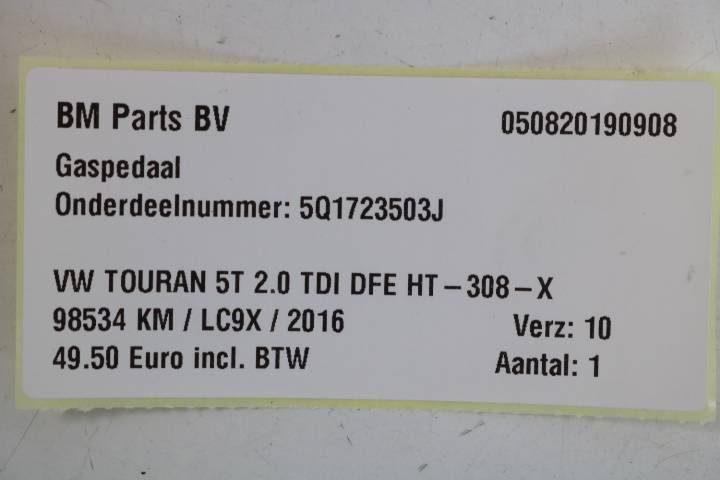 BM Parts BV 050820190908
Gaspedaal
Onderdeelnummer: 5Q1723503J
VW TOURAN 5T 2.0 TDI DFE HT-308-X
98534 KM / LC9X / 2016 Verz: 10
49.50 Euro incl. BTW Aantal: 1